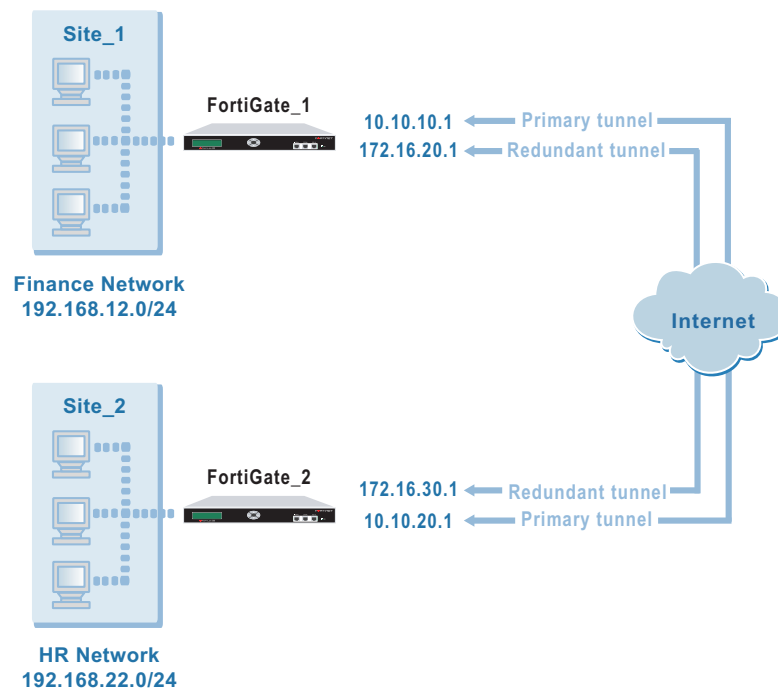 Site_1
FortiGate_1
10.10.10.1 Primary tunnel
172.16.20.1 Redundant tunnel
Finance Network
192.168.12.0/24
Internet
Site_2
FortiGate_2
172.16.30.1 Redundant tunnel
10.10.20.1 Primary tunnel
HR Network
192.168.22.0/24